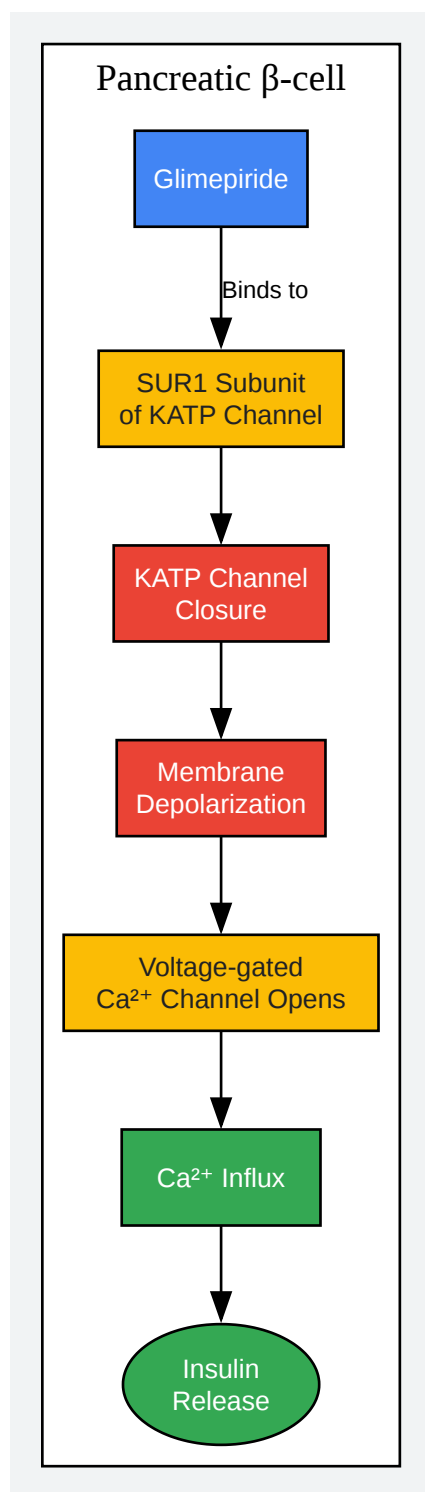 Pancreatic β-cell
Glimepiride
Binds to
SUR1 Subunit
of KATP Channel
KATP Channel
Closure
Membrane
Depolarization
Voltage-gated
Ca²⁺ Channel Opens
Ca²⁺ Influx
Insulin
Release